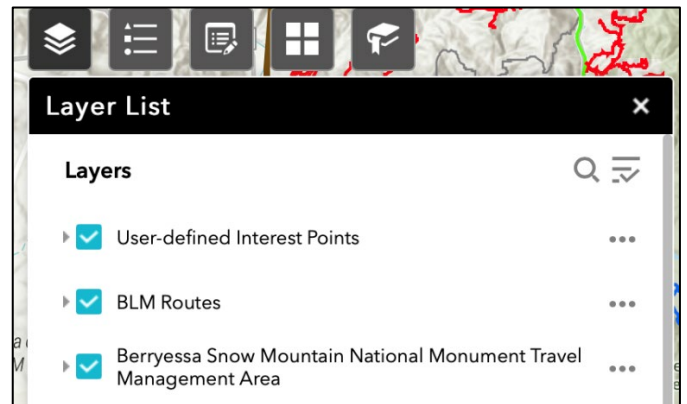 Layer List
Layers
User-defined Interest Points
BLM Routes
Berryessa Snow Mountain National Monument Travel
Management Area